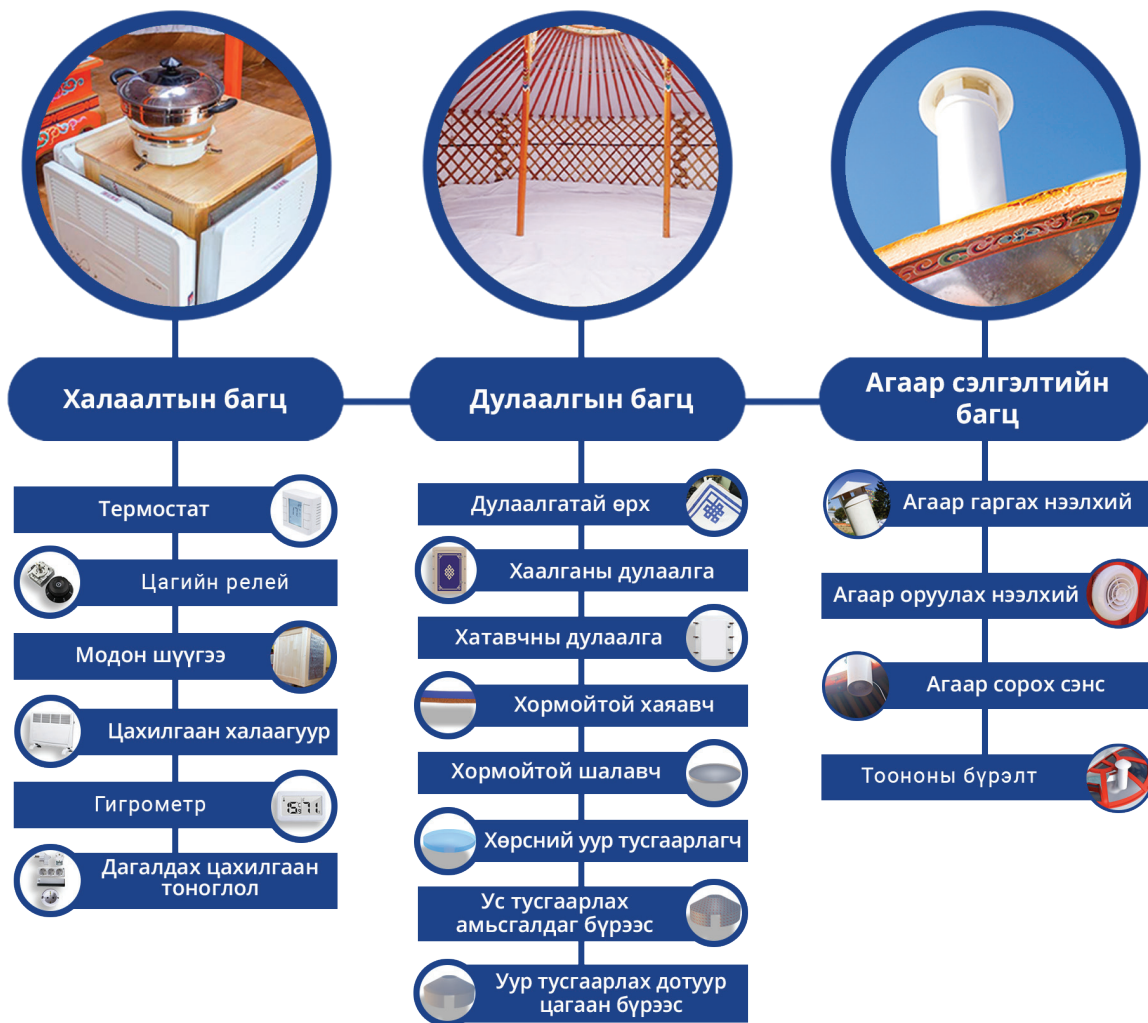 Халаалтын багц
Термостат
Цагийн релей
Модон шүүгээ
Цахилгаан халаагуур
Гигрометр
Дагалдах цахилгаан
тоноглол
Дулаалгын багц
Дулаалгатай өрх
Хаалганы дулаалга
Хатавчны дулаалга
Хормойтой хаяавч
Хормойтой шалавч
Хөрсний уур тусгаарлагч
Ус тусгаарлах
амьсгалдаг бүрээс
Уур тусгаарлах дотуур
цагаан бүрээс
Агаар сэлгэлтийн
багц
Агаар гаргах нээлхий
Агаар оруулах нээлхий
Агаар сорох сэнс
Тоононы бүрэлт